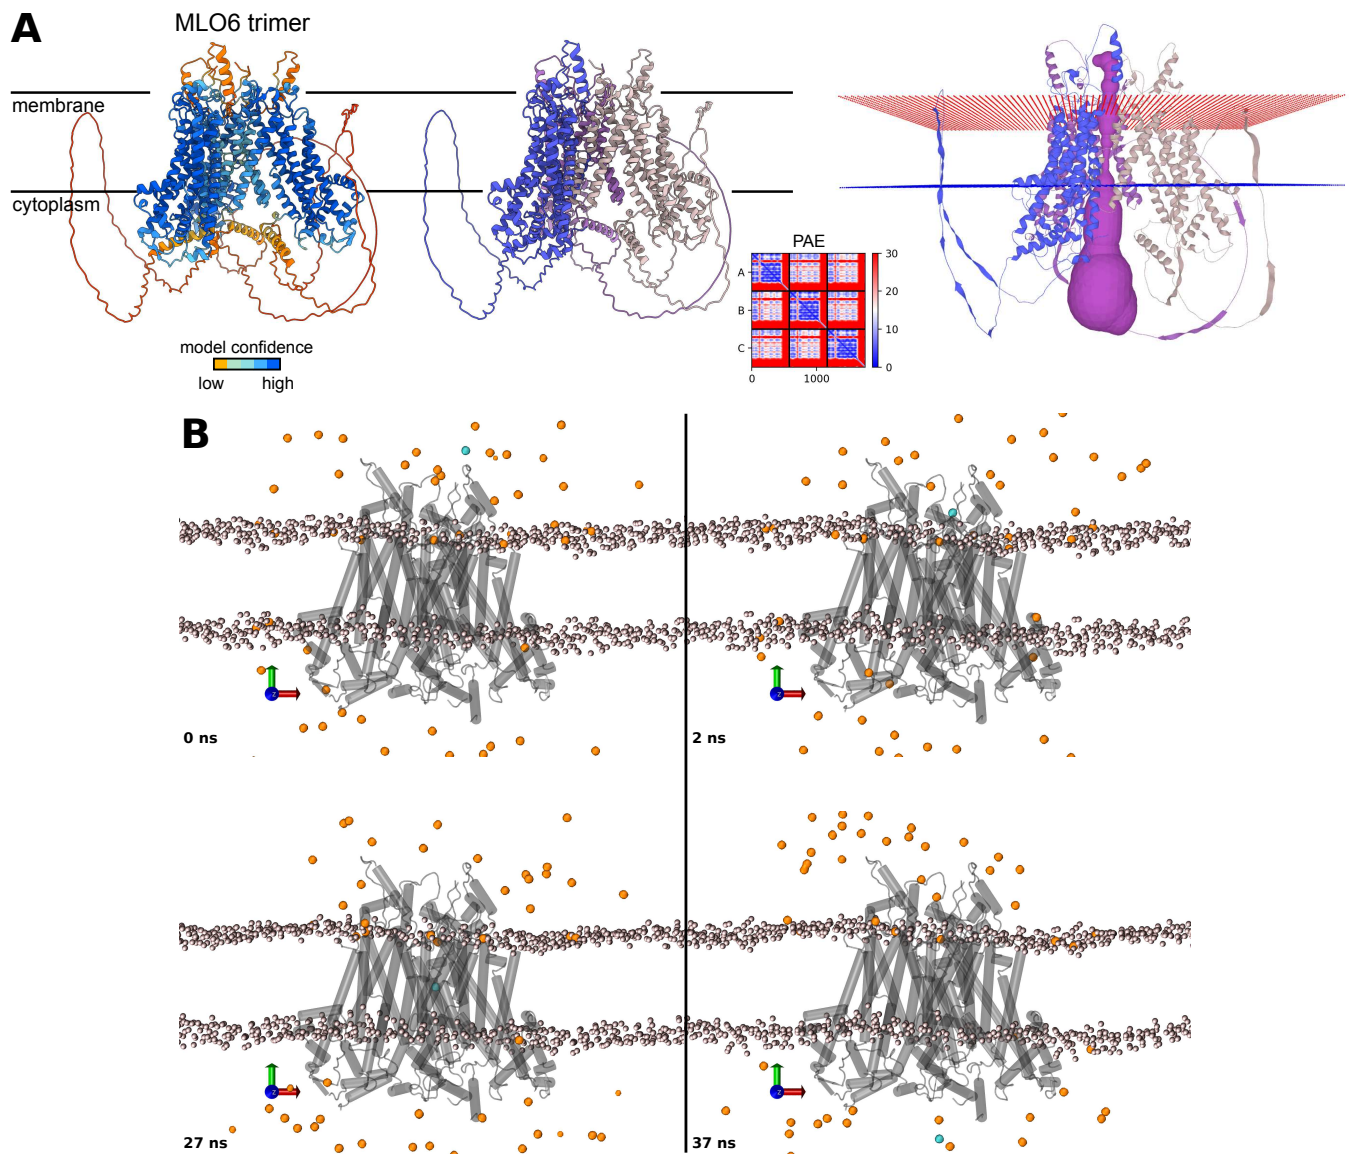 A
MLO6 trimer
membrane
cytoplasm
model confidence
low high
PAE
A
B
C
30
20
10
0
0 1000
B
z
0 ns
z
2 ns
z
27 ns
z
37 ns